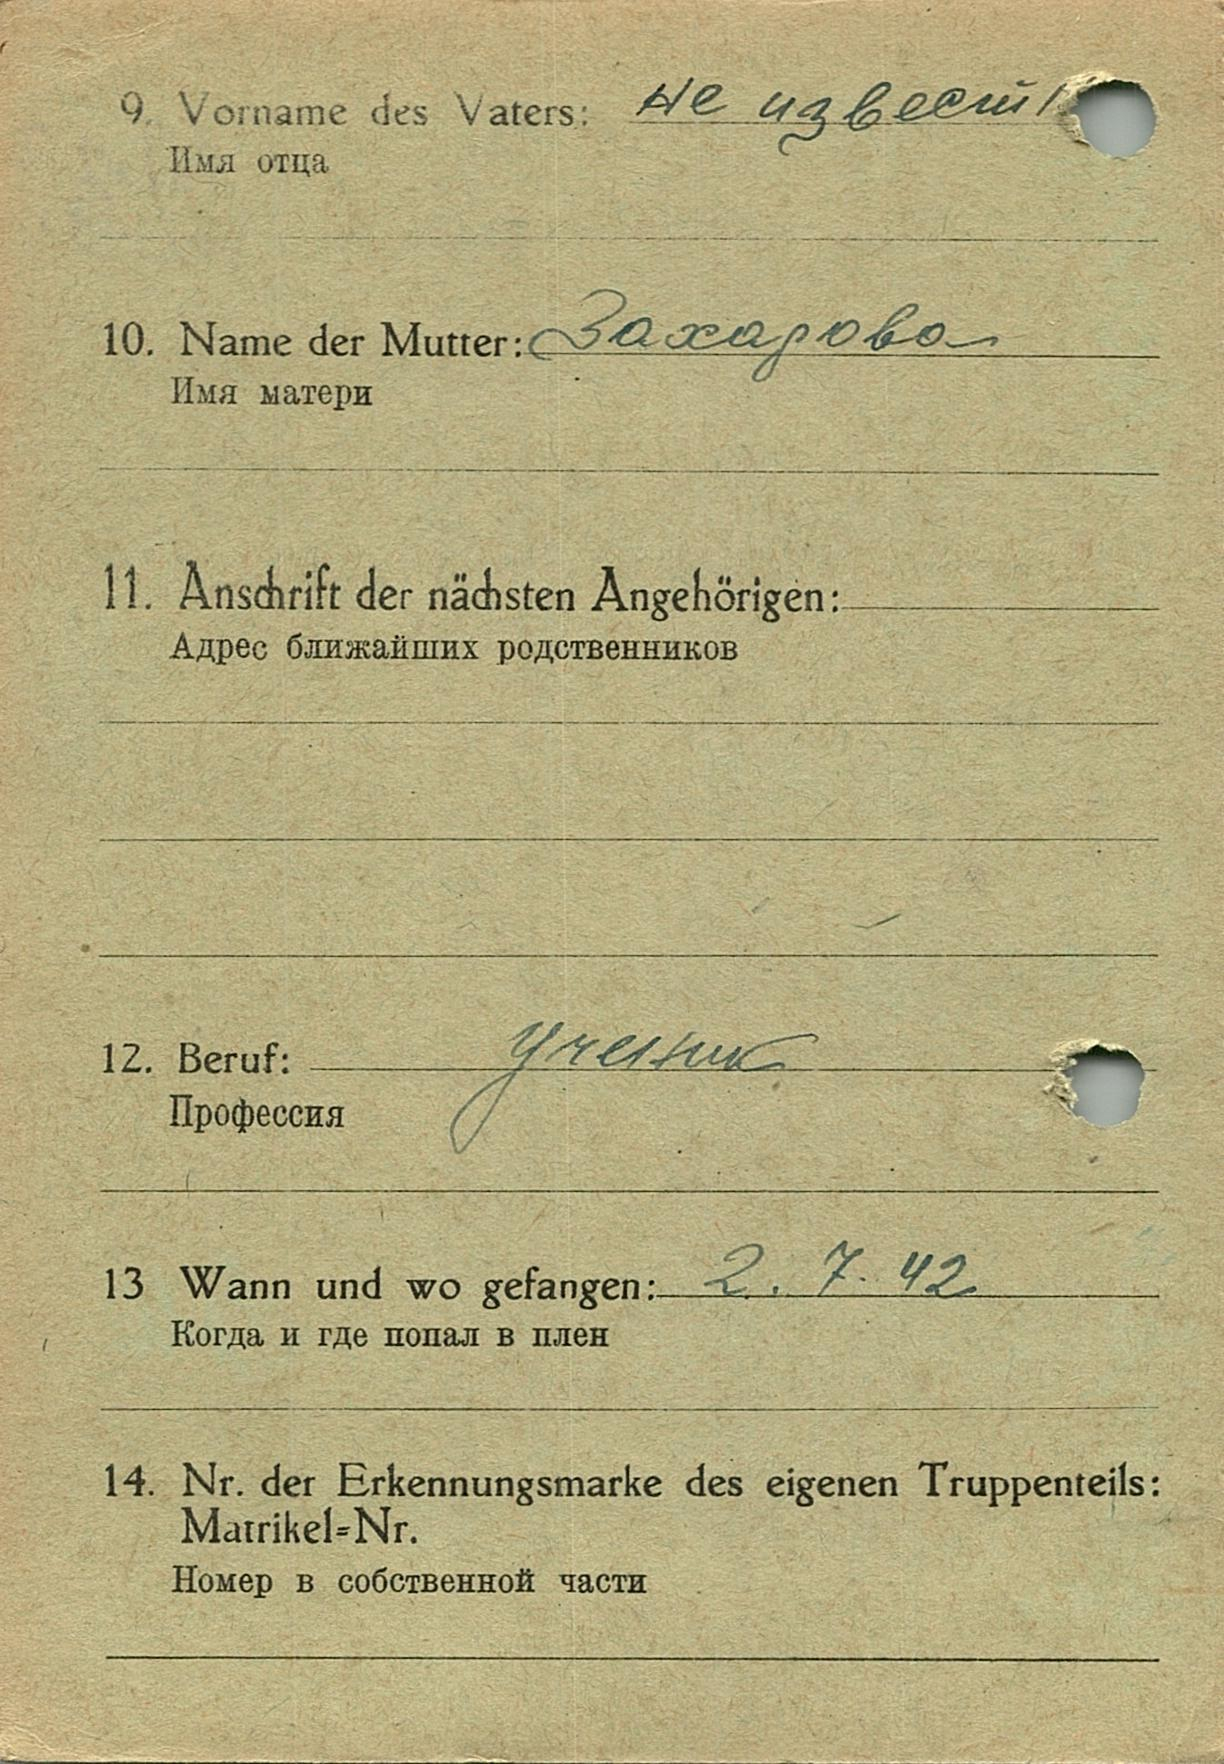 9. Vorname des Vaters: не извест
Имя отца
10. Name der Mutter: Захарова
Имя матери
11. Anschrift der nächsten Angehörigen:
Адрес ближайших родственников
12. Beruf: ученик
Профессия
13 Wann und wo gefangen: 2. 7. 42
Когда и где попал в плен
14. Nr. der Erkennungsmarke des eigenen Truppenteils:
Matrikel=Nr.
Номер в собственной части